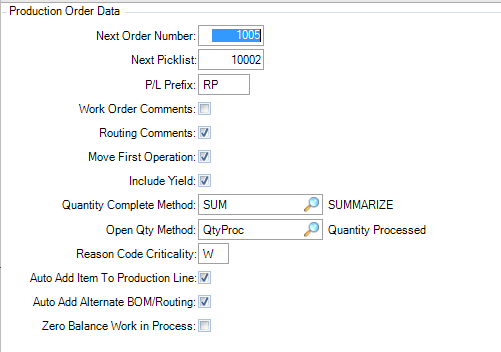 Production Order Data
Next Order Number: 1005
Next Picklist: 10002
P/L Prefix: RP
Work Order Comments:
Routing Comments:
Move First Operation:
Include Yield:
Quantity Complete Method: SUM SUMMARIZE
Open Qty Method: QtyProc Quantity Processed
Reason Code Criticality: W
Auto Add Item To Production Line:
Auto Add Alternate BOM/Routing:
Zero Balance Work in Process: